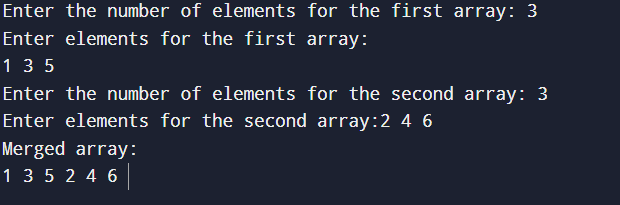 Enter the number of elements for the first array: 3
Enter elements for the first array:
1 3 5
Enter the number of elements for the second array: 3
Enter elements for the second array:2 4 6
Merged array:
1 3 5 2 4 6